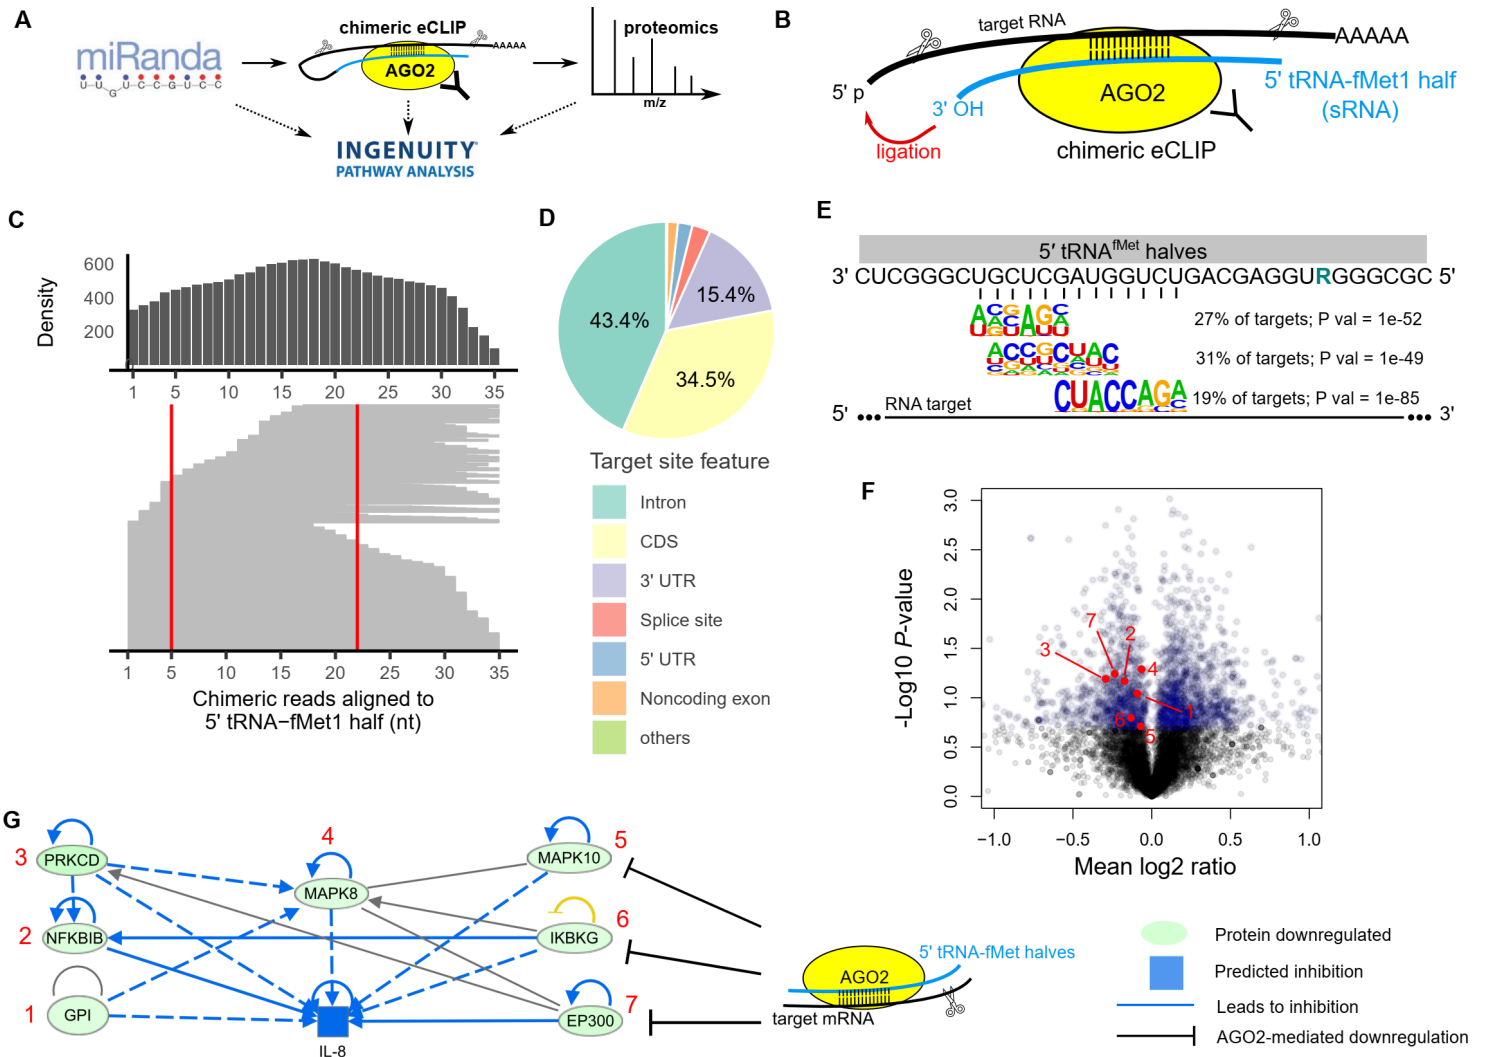 A
miRanda
U U G U C C G U C C
chimeric eCLIP
AAAAA
AGO2
proteomics
m/z
INGENUITY
PATHWAY ANALYSIS
B
target RNA
AAAAA
5' p
3' OH
AGO2
5' tRNA-fMet1 half
(sRNA)
ligation
chimeric eCLIP
C
Density
600
400
200
1 5 10 15 20 25 30 35
1 5 10 15 20 25 30 35
Chimeric reads aligned to
5' tRNA−fMet1 half (nt)
D
43.4%
15.4%
34.5%
Target site feature
Intron
CDS
3' UTR
Splice site
5' UTR
Noncoding exon
others
E
5′ tRNAfMet halves
3' CUCGGGCUGCUCGAUGGUCUGACGAGGURGGGCGC 5'
27% of targets; P val = 1e-52
31% of targets; P val = 1e-49
CUACCAGA
19% of targets; P val = 1e-85
5' ••• RNA target ••• 3'
F
-Log10 P-value
3.0
2.5
2.0
1.5
1.0
0.5
0.0
7
2
3
4
1
6
5
−1.0 −0.5 0.0 0.5 1.0
Mean log2 ratio
G
3 PRKCD
4
MAPK8
MAPK10 5
2 NFKBIB
IKBKG 6
1 GPI
EP300 7
IL-8
5' tRNA-fMet halves
AGO2
target mRNA
Protein downregulated
Predicted inhibition
Leads to inhibition
AGO2-mediated downregulation